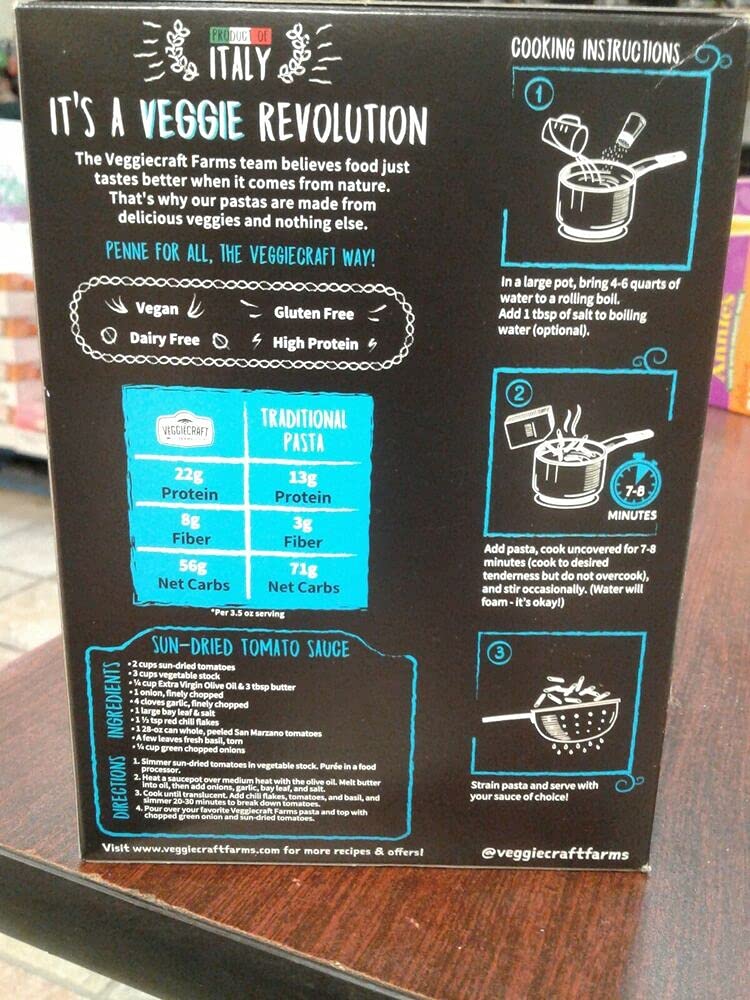 PRODUCT OF
ITALY
IT'S A VEGGIE REVOLUTION
The Veggiecraft Farms team believes food just
tastes better when it comes from nature.
That's why our pastas are made from
delicious veggies and nothing else.
PENNE FOR ALL, THE VEGGIECRAFT WAY!
Vegan
Gluten Free
Dairy Free
High Protein
VEGGIECRAFT
TRADITIONAL
PASTA
22g
Protein
13g
Protein
8g
Fiber
3g
Fiber
56g
Net Carbs
71g
Net Carbs
*Per 3.5 oz serving
SUN-DRIED TOMATO SAUCE
INGREDIENTS
•2 cups sun-dried tomatoes
•3 cups vegetable stock
•¼ cup Extra Virgin Olive Oil & 3 tbsp butter
•1 onion, finely chopped
•4 cloves garlic, finely chopped
•1 large bay leaf & salt
•1 ½ tsp red chili flakes
•1 28-oz can whole, peeled San Marzano tomatoes
•A few leaves fresh basil, torn
•¼ cup green chopped onions
DIRECTIONS
1. Simmer sun-dried tomatoes in vegetable stock. Purée in a food
processor.
2. Heat a saucepot over medium heat with the olive oil. Melt butter
into oil, then add onions, garlic, bay leaf, and salt.
3. Cook until translucent. Add chili flakes, tomatoes, and basil, and
simmer 20-30 minutes to break down tomatoes.
4. Pour over your favorite Veggiecraft Farms pasta and top with
chopped green onion and sun-dried tomatoes.
Visit www.veggiecraftfarms.com for more recipes & offers!
COOKING INSTRUCTIONS
1
In a large pot, bring 4-6 quarts of
water to a rolling boil.
Add 1 tbsp of salt to boiling
water (optional).
2
7-8
MINUTES
Add pasta, cook uncovered for 7-8
minutes (cook to desired
tenderness but do not overcook),
and stir occasionally. (Water will
foam - it's okay!)
3
Strain pasta and serve with
your sauce of choice!
@veggiecraftfarms
Annie's